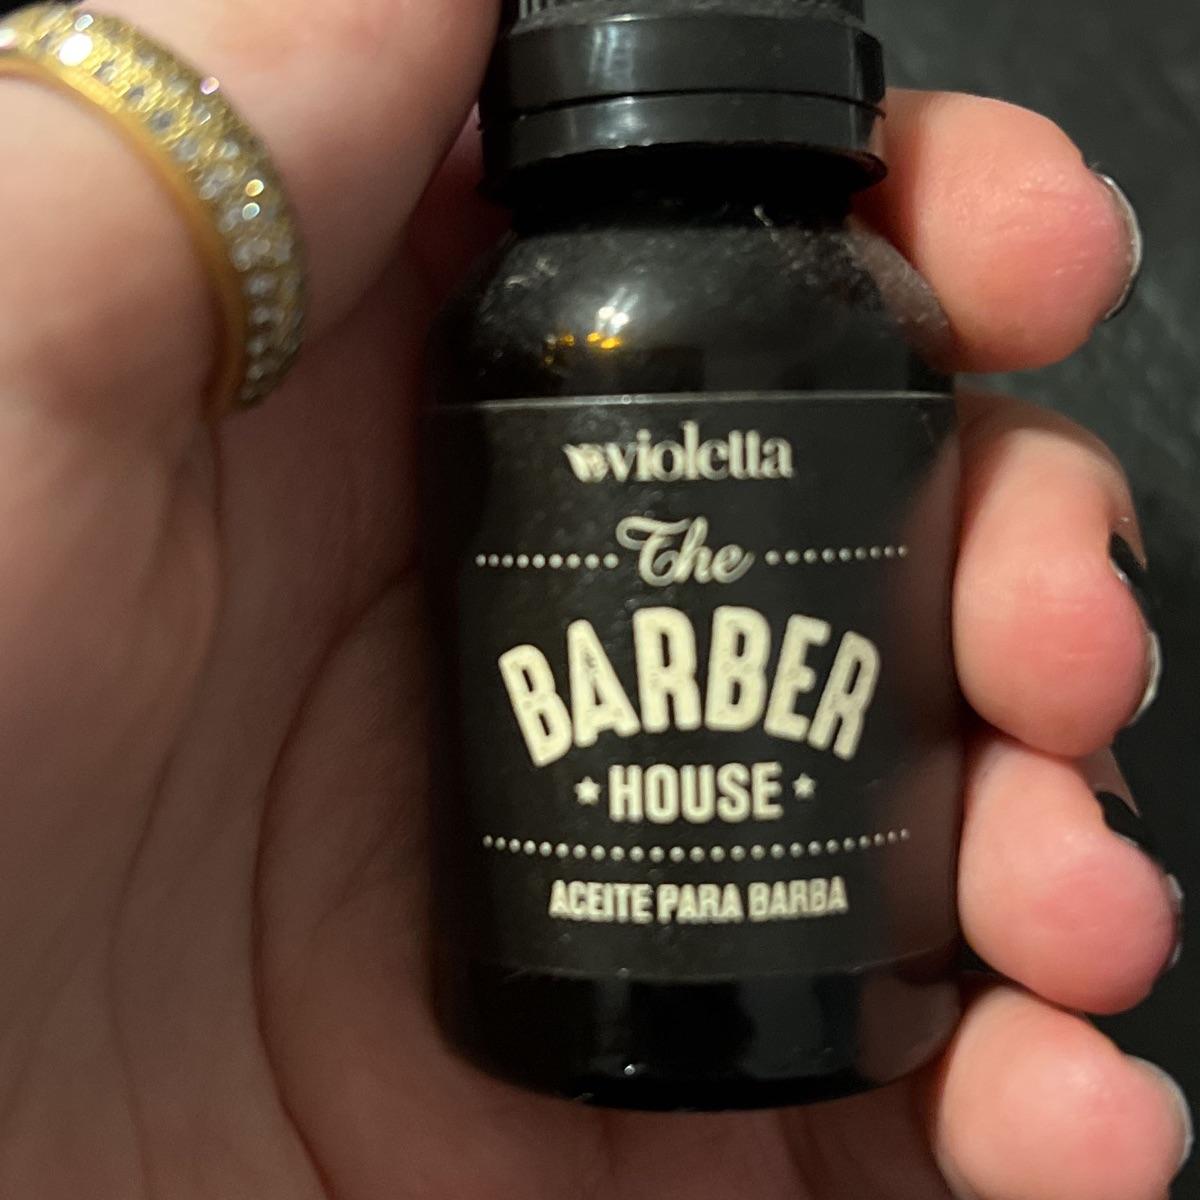 violetta
The
BARBER
HOUSE
ACEITE PARA BARBA